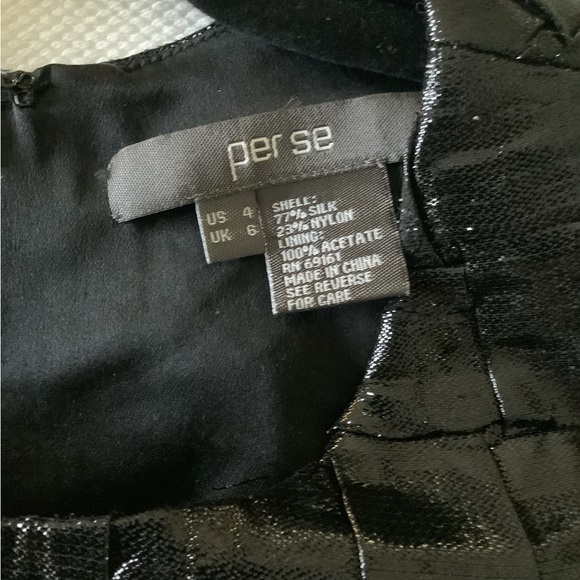 per se
US 4
UK 6
SHELL:
77% SILK
23% NYLON
LINING:
100% ACETATE
RN 69161
MADE IN CHINA
SEE REVERSE
FOR CARE